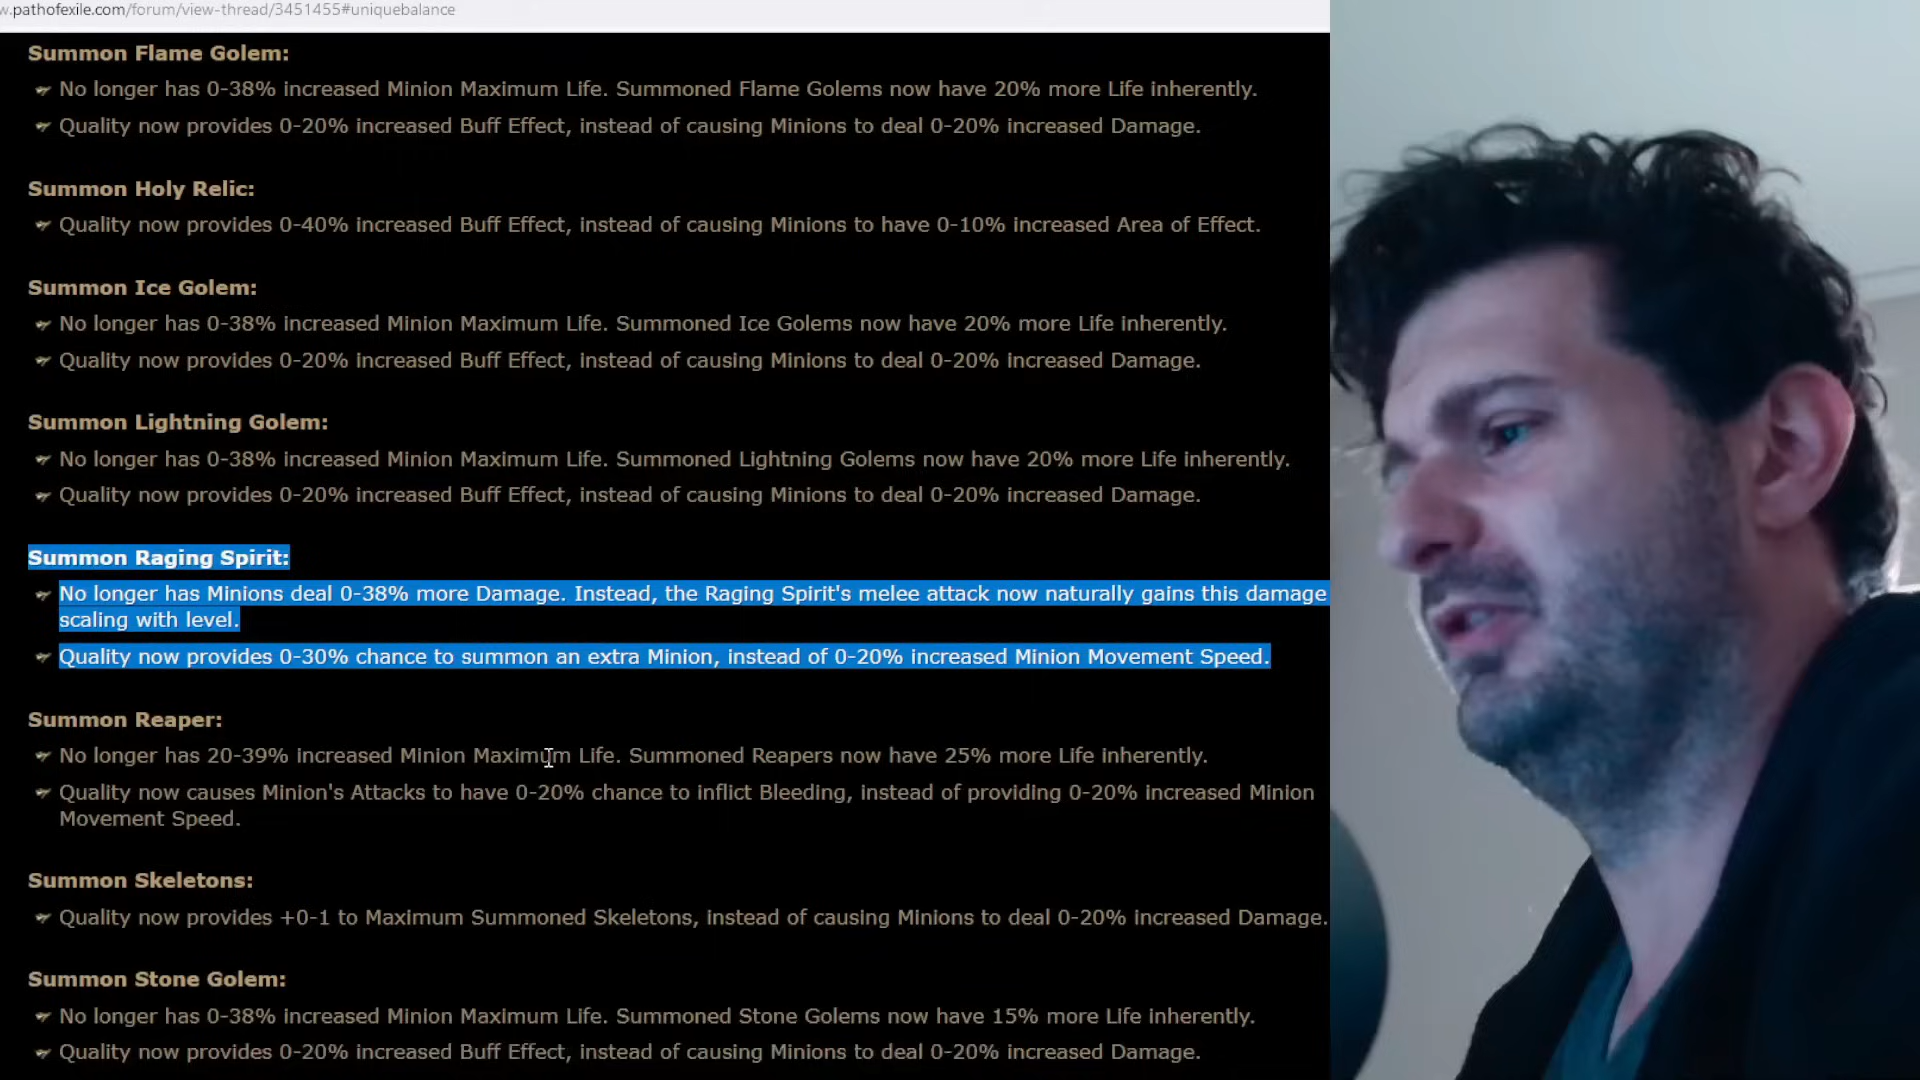 w.pathofexile.com/forum/view-thread/3451455#uniquebalance
Summon Flame Golem:
No longer has 0-38% increased Minion Maximum Life. Summoned Flame Golems now have 20% more Life inherently.
Quality now provides 0-20% increased Buff Effect, instead of causing Minions to deal 0-20% increased Damage.
Summon Holy Relic:
Quality now provides 0-40% increased Buff Effect, instead of causing Minions to have 0-10% increased Area of Effect.
Summon Ice Golem:
No longer has 0-38% increased Minion Maximum Life. Summoned Ice Golems now have 20% more Life inherently.
Quality now provides 0-20% increased Buff Effect, instead of causing Minions to deal 0-20% increased Damage.
Summon Lightning Golem:
No longer has 0-38% increased Minion Maximum Life. Summoned Lightning Golems now have 20% more Life inherently.
Quality now provides 0-20% increased Buff Effect, instead of causing Minions to deal 0-20% increased Damage.
Summon Raging Spirit:
No longer has Minions deal 0-38% more Damage. Instead, the Raging Spirit's melee attack now naturally gains this damage
scaling with level.
Quality now provides 0-30% chance to summon an extra Minion, instead of 0-20% increased Minion Movement Speed.
Summon Reaper:
No longer has 20-39% increased Minion Maximum Life. Summoned Reapers now have 25% more Life inherently.
Quality now causes Minion's Attacks to have 0-20% chance to inflict Bleeding, instead of providing 0-20% increased Minion
Movement Speed.
Summon Skeletons:
Quality now provides +0-1 to Maximum Summoned Skeletons, instead of causing Minions to deal 0-20% increased Damage.
Summon Stone Golem:
No longer has 0-38% increased Minion Maximum Life. Summoned Stone Golems now have 15% more Life inherently.
Quality now provides 0-20% increased Buff Effect, instead of causing Minions to deal 0-20% increased Damage.